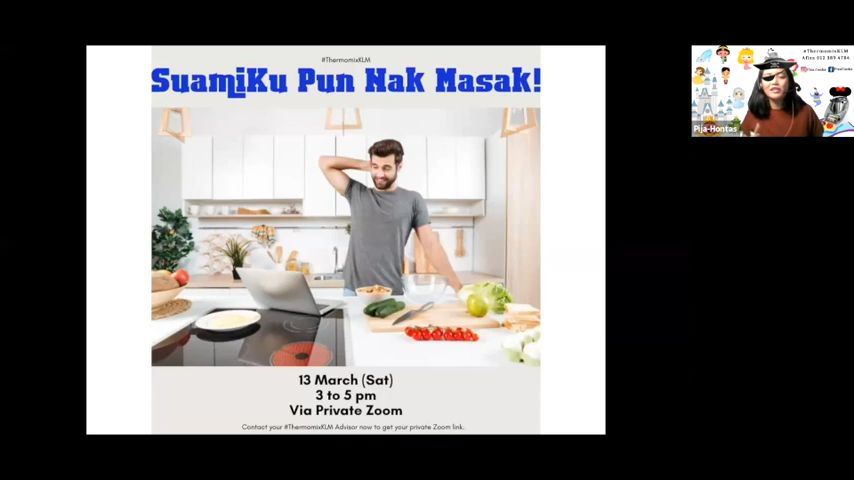 #ThermomixKLM
SuamiKu Pun Nak Masak!
13 March (Sat)
3 to 5 pm
Via Private Zoom
Contact your #ThermomixKLM Advisor now to get your private Zoom link.
#ThermomixKLM
Pija-Hontas